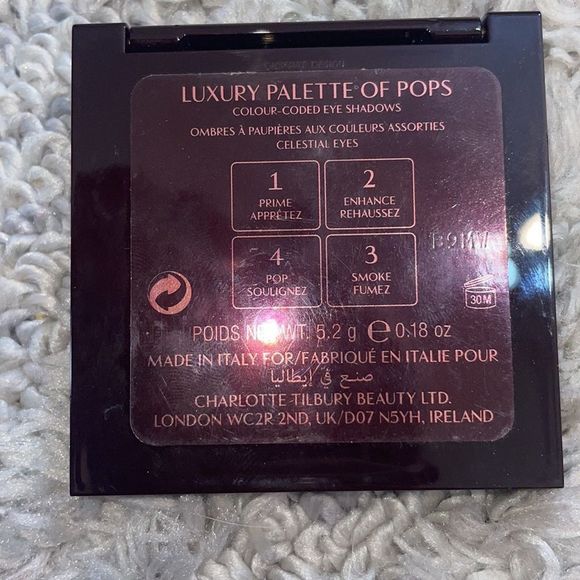 LUXURY PALETTE OF POPS
COLOUR-CODED EYE SHADOWS
OMBRES À PAUPIÈRES AUX COULEURS ASSORTIES
CELESTIAL EYES
1
PRIME
APPRÊTEZ
2
ENHANCE
REHAUSSEZ
4
POP
SOULIGNEZ
3
SMOKE
FUMEZ
30 M
POIDS NET WT. 5.2 g ℮ 0.18 oz
MADE IN ITALY FOR/FABRIQUÉ EN ITALIE POUR
صنع في إيطاليا
CHARLOTTE TILBURY BEAUTY LTD.
LONDON WC2R 2ND, UK/D07 N5YH, IRELAND